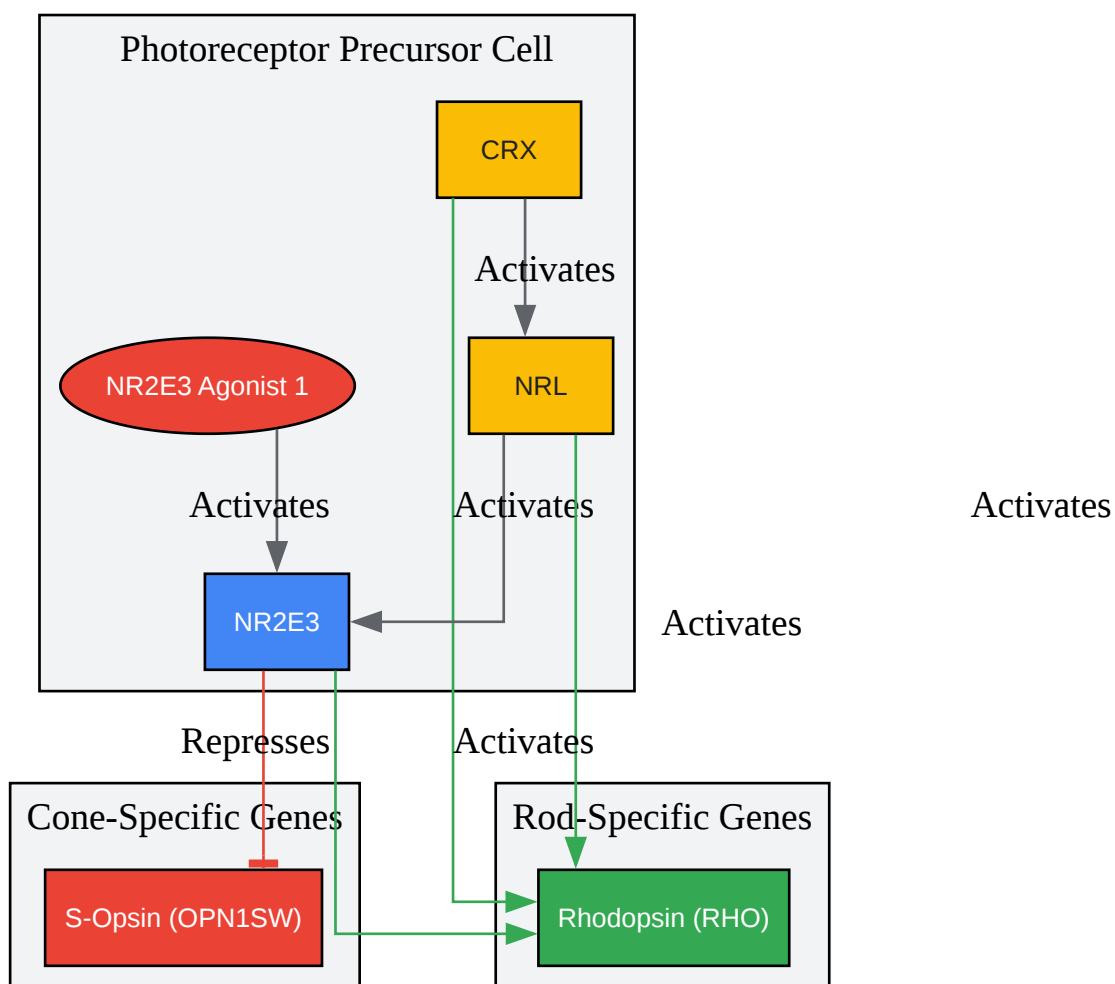 Photoreceptor Precursor Cell
CRX
Activates
NR2E3 Agonist 1
NRL
Activates
Activates
Activates
NR2E3
Activates
Represses
Activates
Cone-Specific Genes
Rod-Specific Genes
S-Opsin (OPN1SW)
Rhodopsin (RHO)